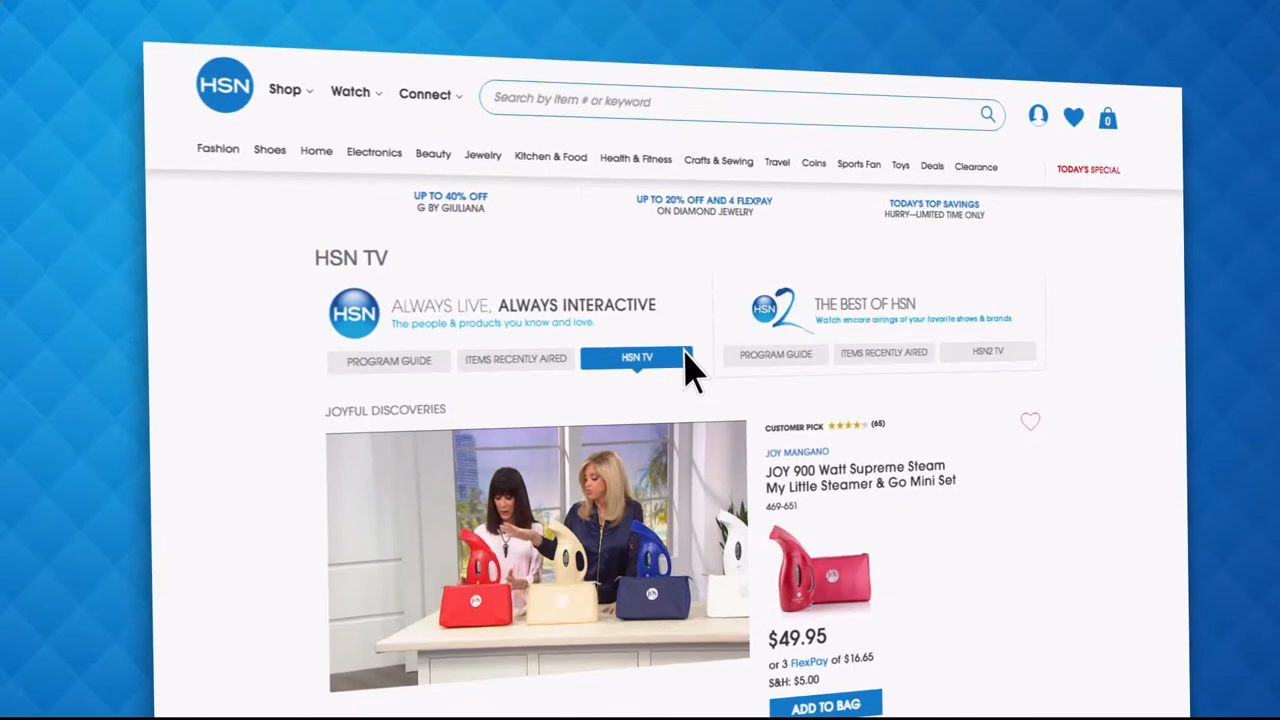 HSN
Shop
Watch
Connect
Search by item # or keyword
0
Fashion
Shoes
Home
Electronics
Beauty
Jewelry
Kitchen & Food
Health & Fitness
Crafts & Sewing
Travel
Coins
Sports Fan
Toys
Deals
Clearance
TODAY'S SPECIAL
UP TO 40% OFF
G BY GIULIANA
UP TO 20% OFF AND 4 FLEXPAY
ON DIAMOND JEWELRY
TODAY'S TOP SAVINGS
HURRY—LIMITED TIME ONLY
HSN TV
HSN
ALWAYS LIVE, ALWAYS INTERACTIVE
The people & products you know and love.
PROGRAM GUIDE
ITEMS RECENTLY AIRED
HSN TV
HSN2
THE BEST OF HSN
Watch encore airings of your favorite shows & brands.
PROGRAM GUIDE
ITEMS RECENTLY AIRED
HSN2 TV
JOYFUL DISCOVERIES
JOY
JOY
CUSTOMER PICK
(65)
JOY MANGANO
JOY 900 Watt Supreme Steam
My Little Steamer & Go Mini Set
469-651
JOY
$49.95
or 3 FlexPay of $16.65
S&H: $5.00
ADD TO BAG